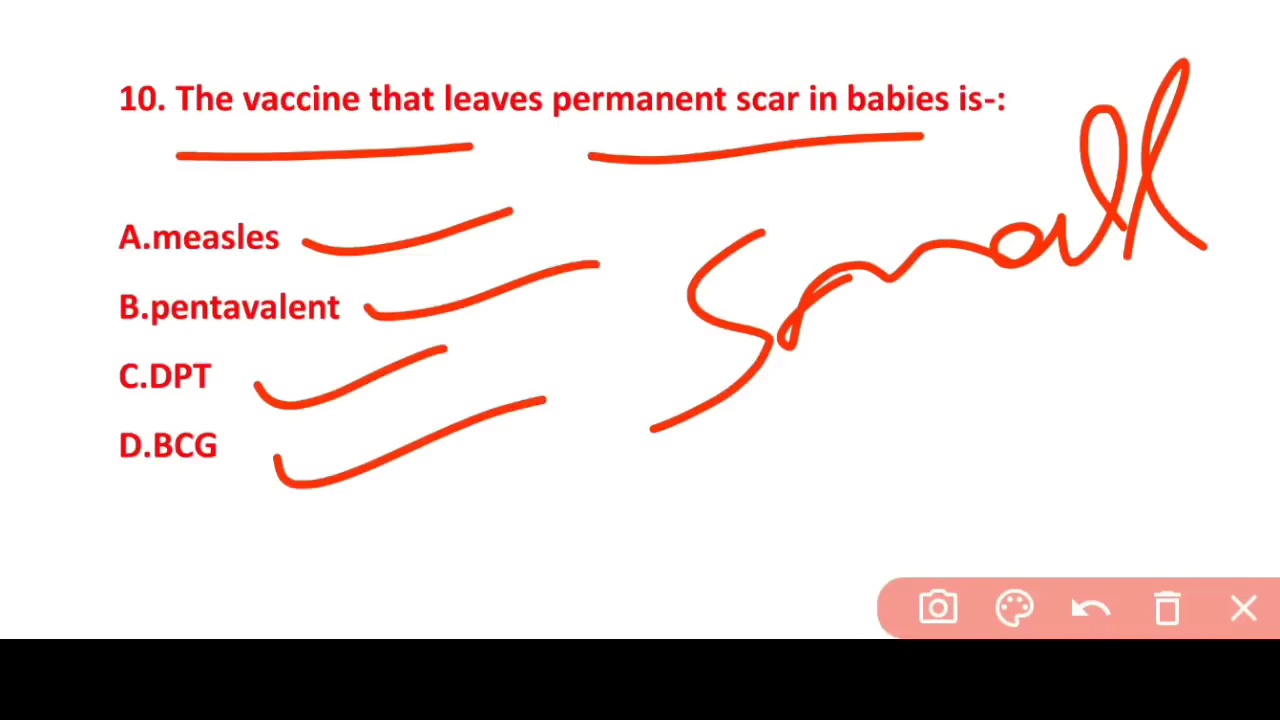 10. The vaccine that leaves permanent scar in babies is-:
A.measles
B.pentavalent
C.DPT
D.BCG
Small